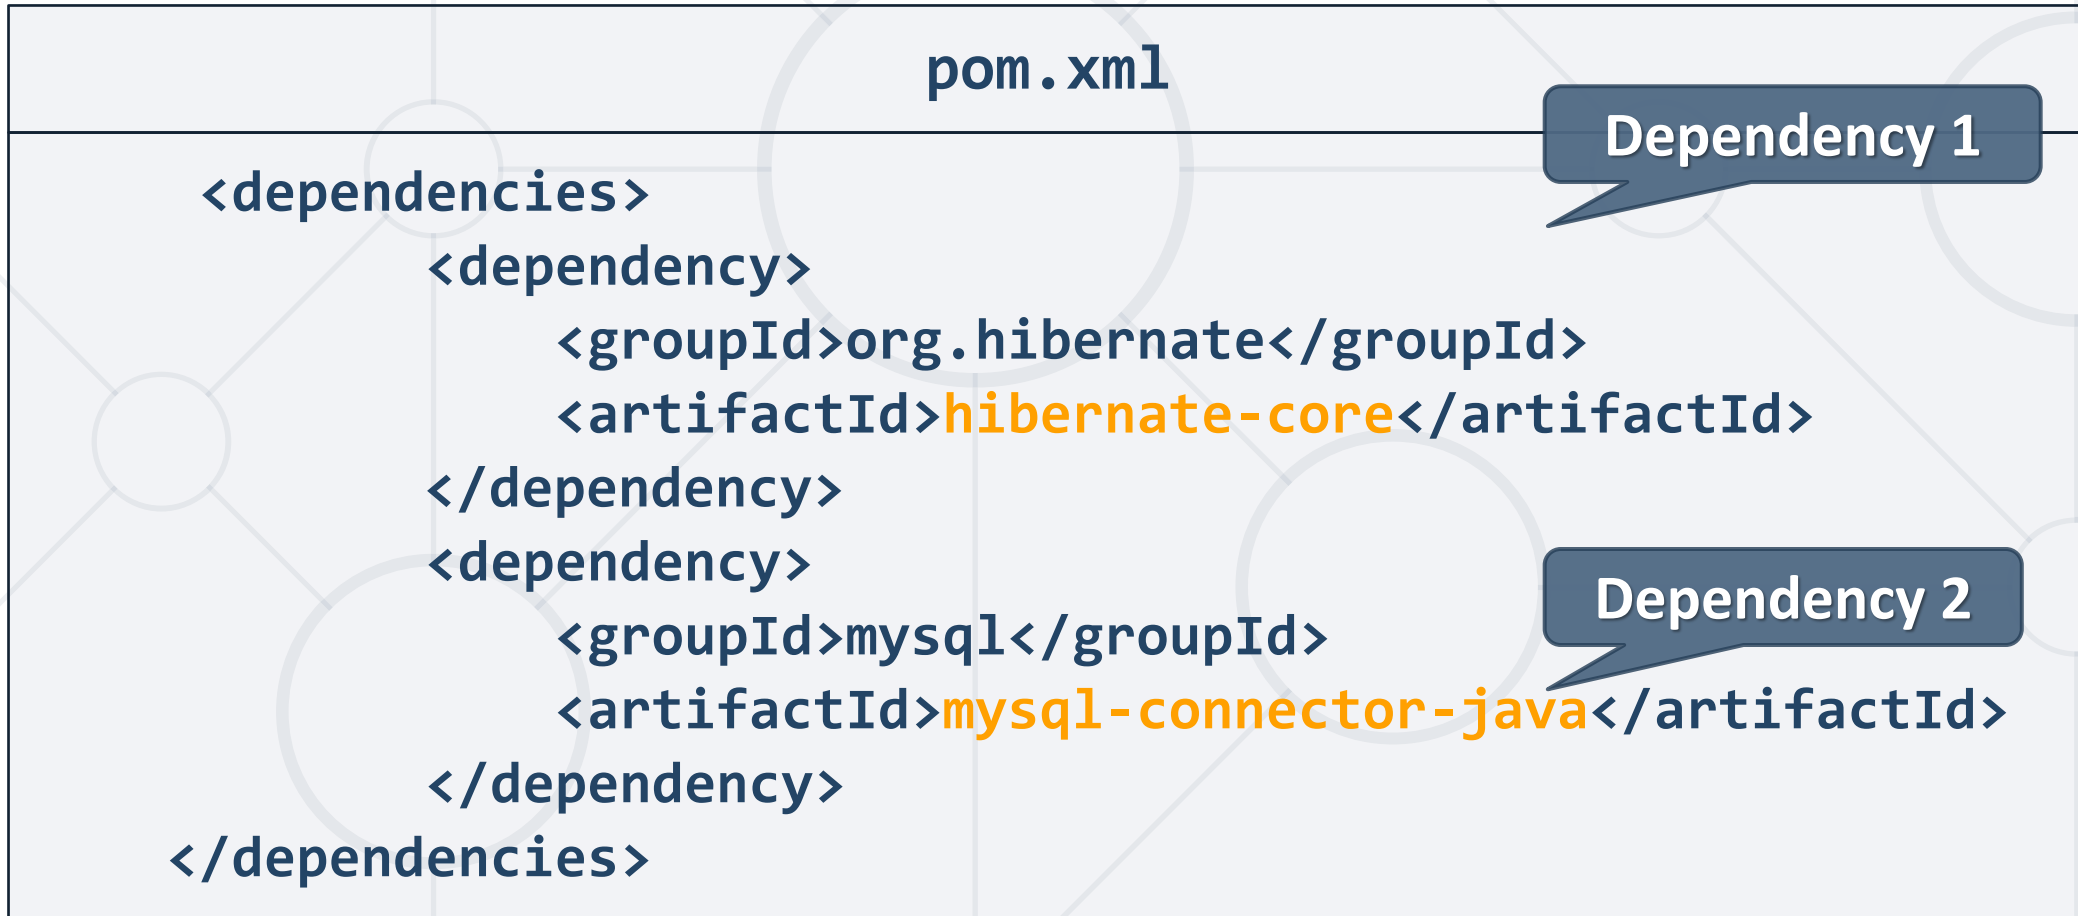 pom.xml
Dependency 1
<dependencies>
<dependency>
<groupId>org.hibernate</groupId>
<artifactId>hibernate-core</artifactId>
</dependency>
<dependency>
Dependency 2
<groupId>mysql</groupId>
<artifactId>mysql-connector-java</artifactId>
</dependency>
</dependencies>